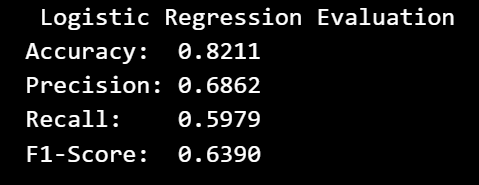 Logistic Regression Evaluation
Accuracy: 0.8211
Precision: 0.6862
Recall: 0.5979
F1-Score: 0.6390